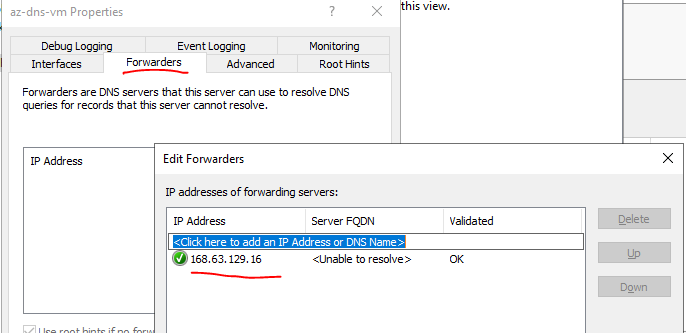 az-dns-vm Properties
this view.
Debug Logging
Event Logging
Monitoring
Interfaces
Forwarders
Advanced
Root Hints
Forwarders are DNS servers that this server can use to resolve DNS
queries for records that this server cannot resolve.
IP Address
Edit Forwarders
IP addresses of forwarding servers:
IP Address
Server FQDN
Validated
<Click here to add an IP Address or DNS Name>
168.63.129.16
<Unable to resolve>
OK
Delete
Up
Down
Use root hints if no forw